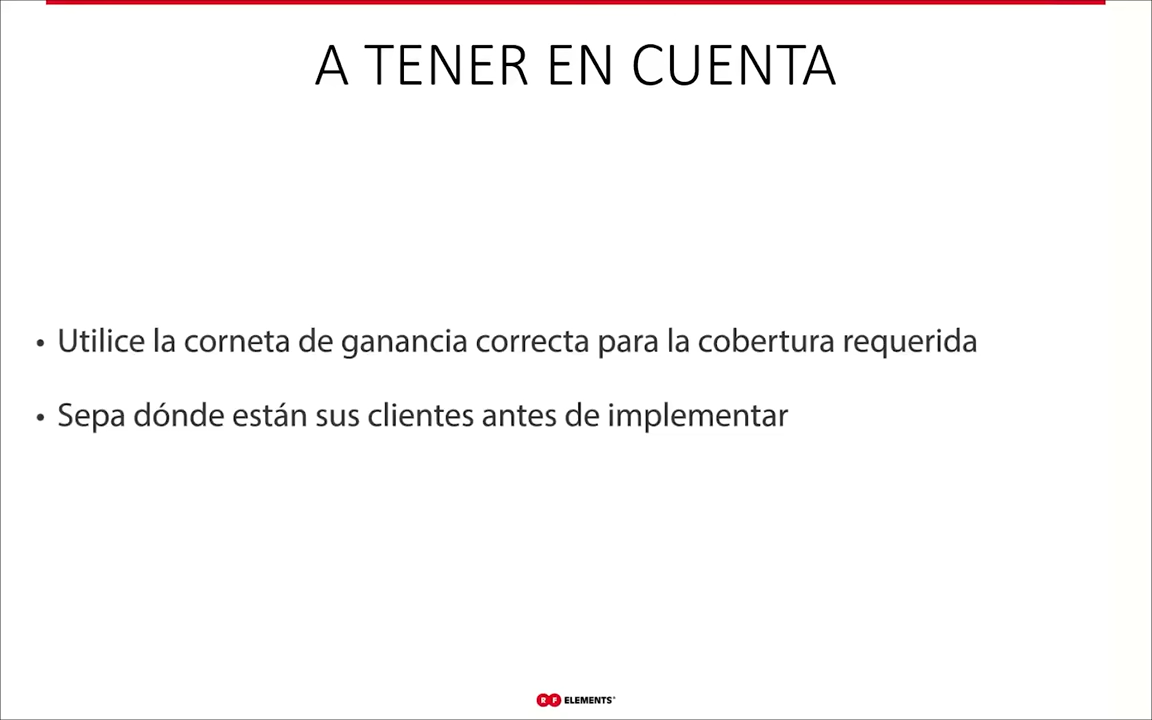 A TENER EN CUENTA
• Utilice la corneta de ganancia correcta para la cobertura requerida
• Sepa dónde están sus clientes antes de implementar
RF ELEMENTS®